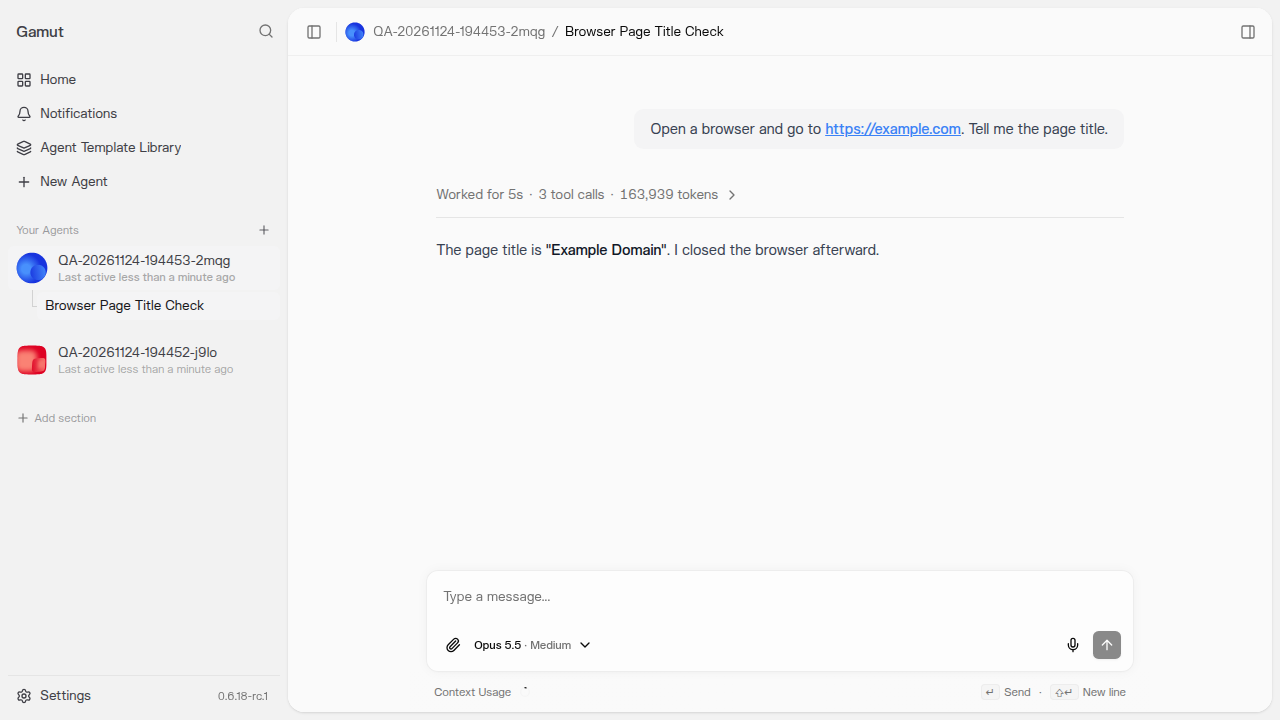 Gamut
Home
Notifications
Agent Template Library
New Agent
Your Agents
QA-20261124-194453-2mqg
Last active less than a minute ago
Browser Page Title Check
QA-20261124-194452-j9lo
Last active less than a minute ago
Add section
Settings
0.6.18-rc.1
QA-20261124-194453-2mqg / Browser Page Title Check
Open a browser and go to https://example.com. Tell me the page title.
Worked for 5s · 3 tool calls · 163,939 tokens
The page title is "Example Domain". I closed the browser afterward.
Type a message...
Opus 5.5 · Medium
Context Usage
Send · New line